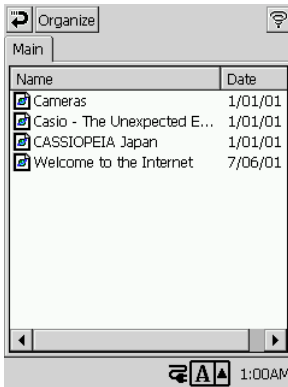 Organize
Main
Name Date
Cameras 1/01/01
Casio - The Unexpected E... 1/01/01
CASSIOPEIA Japan 1/01/01
Welcome to the Internet 7/06/01
A 1:00AM